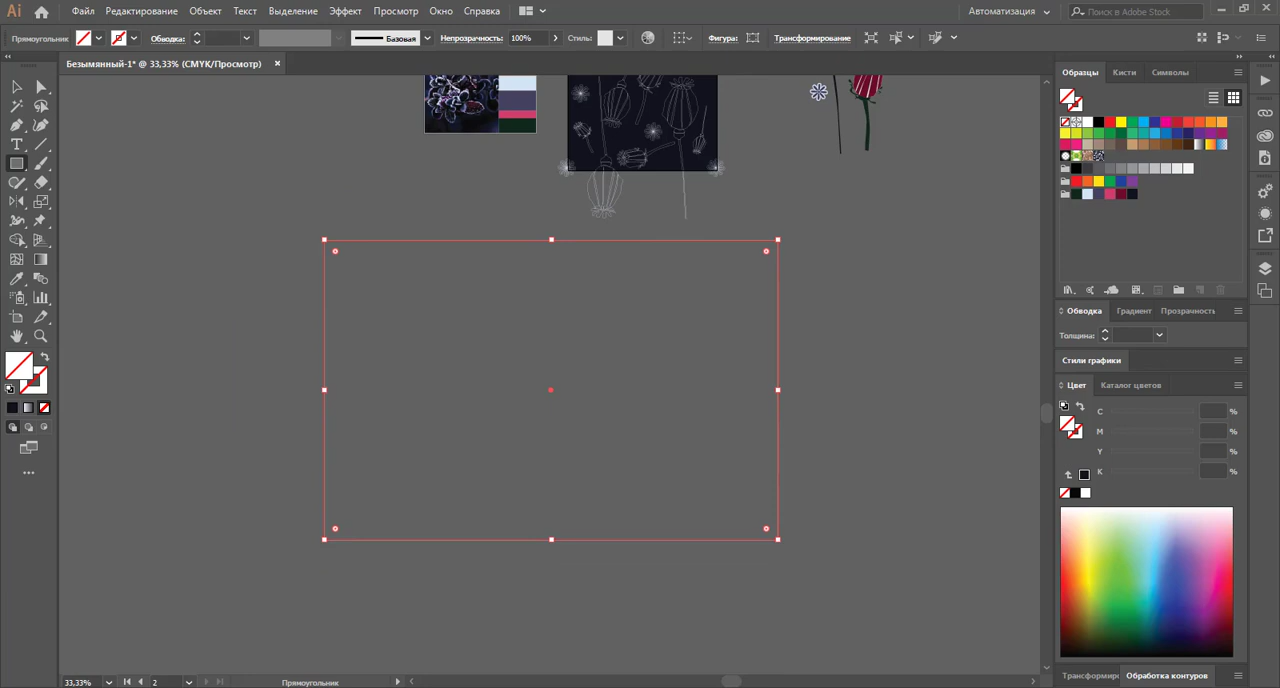 Ai Файл Редактирование Объект Текст Выделение Эффект Просмотр Окно Справка Автоматизация Поиск в Adobe Stock
Прямоугольник Обводка: Базовая Непрозрачность: 100% Стиль: Фигура: Трансформирование
Безымянный-1* @ 33,33% (CMYK/Просмотр)
Образцы Кисти Символы
Обводка Градиент Прозрачность
Толщина:
Стили графики
Цвет Каталог цветов
C %
M %
Y %
K %
Трансформир Обработка контуров
33,33% 2 Прямоугольник